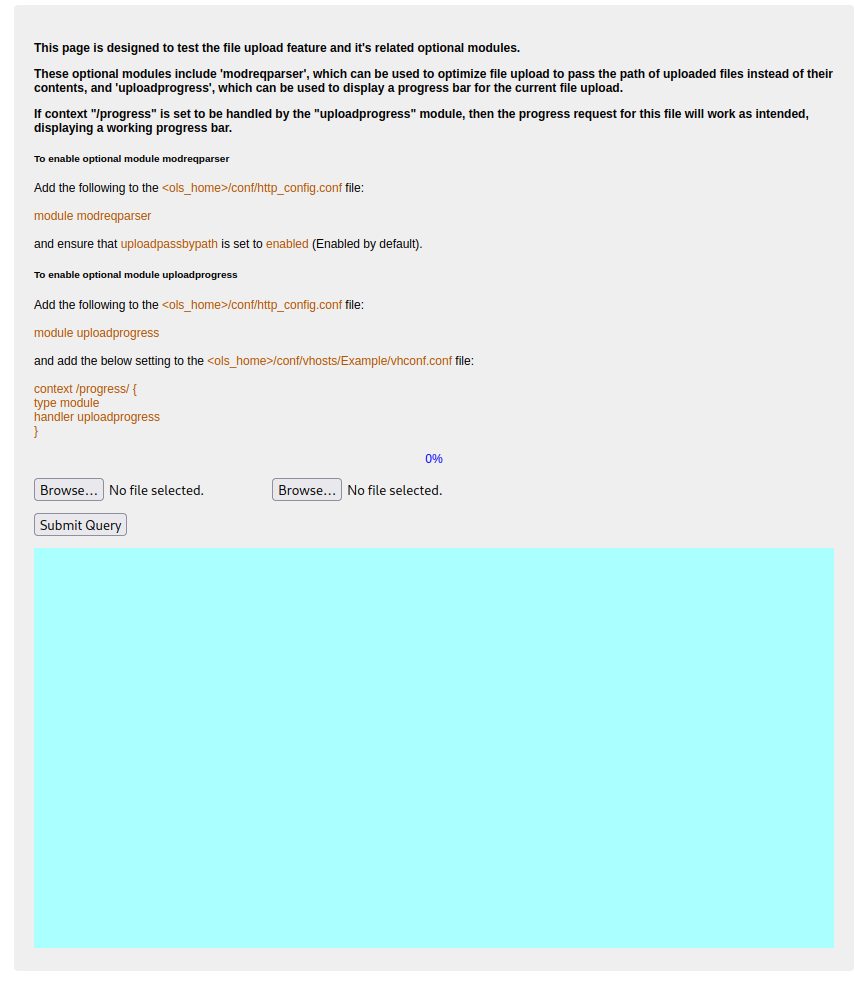 This page is designed to test the file upload feature and it's related optional modules.
These optional modules include 'modreqparser', which can be used to optimize file upload to pass the path of uploaded files instead of their
contents, and 'uploadprogress', which can be used to display a progress bar for the current file upload.
If context "/progress" is set to be handled by the "uploadprogress" module, then the progress request for this file will work as intended,
displaying a working progress bar.
To enable optional module modreqparser
Add the following to the <ols_home>/conf/http_config.conf file:
module modreqparser
and ensure that uploadpassbypath is set to enabled (Enabled by default).
To enable optional module uploadprogress
Add the following to the <ols_home>/conf/http_config.conf file:
module uploadprogress
and add the below setting to the <ols_home>/conf/vhosts/Example/vhconf.conf file:
context /progress/ {
type module
handler uploadprogress
}
0%
Browse... No file selected. Browse... No file selected.
Submit Query